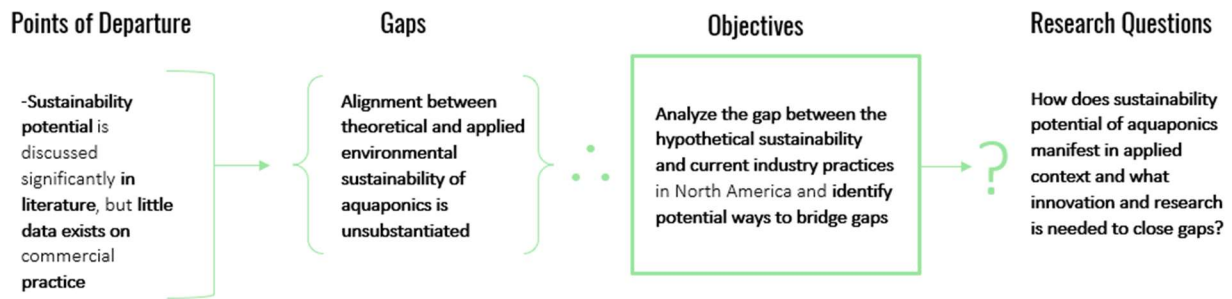 Points of Departure
Gaps
Objectives
Research Questions
-Sustainability
potential is
discussed
significantly in
literature, but little
data exists on
commercial
practice
Alignment between
theoretical and applied
environmental
sustainability of
aquaponics is
unsubstantiated
Analyze the gap between the
hypothetical sustainability
and current industry practices
in North America and identify
potential ways to bridge gaps
?
How does sustainability
potential of aquaponics
manifest in applied
context and what
innovation and research
is needed to close gaps?